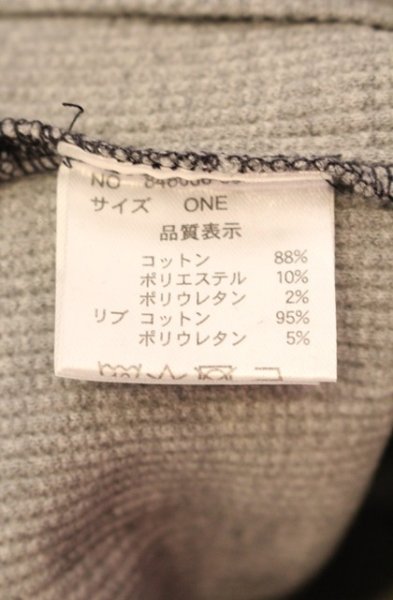 NO
サイズ ONE
品質表示
コットン 88%
ポリエステル 10%
ポリウレタン 2%
リブ コットン 95%
ポリウレタン 5%